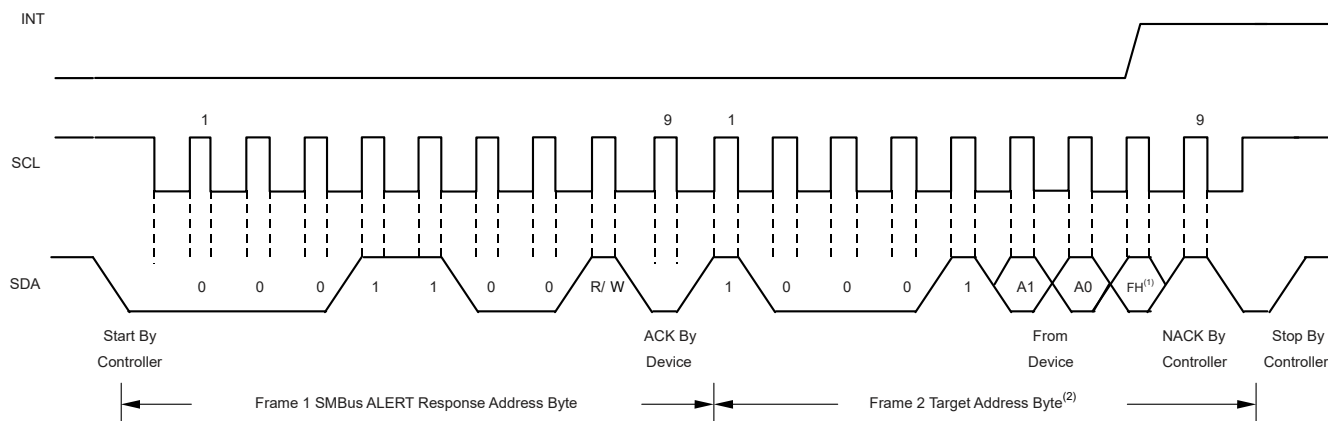 INT
1 9 1 9
SCL
SDA
0 0 0 1 1 0 0 R/ W 1 0 0 0 1 A1 A0 FH(1)
Start By
Controller
ACK By
Device
From
Device
NACK By
Controller
Stop By
Controller
Frame 1 SMBus ALERT Response Address Byte
Frame 2 Target Address Byte(2)